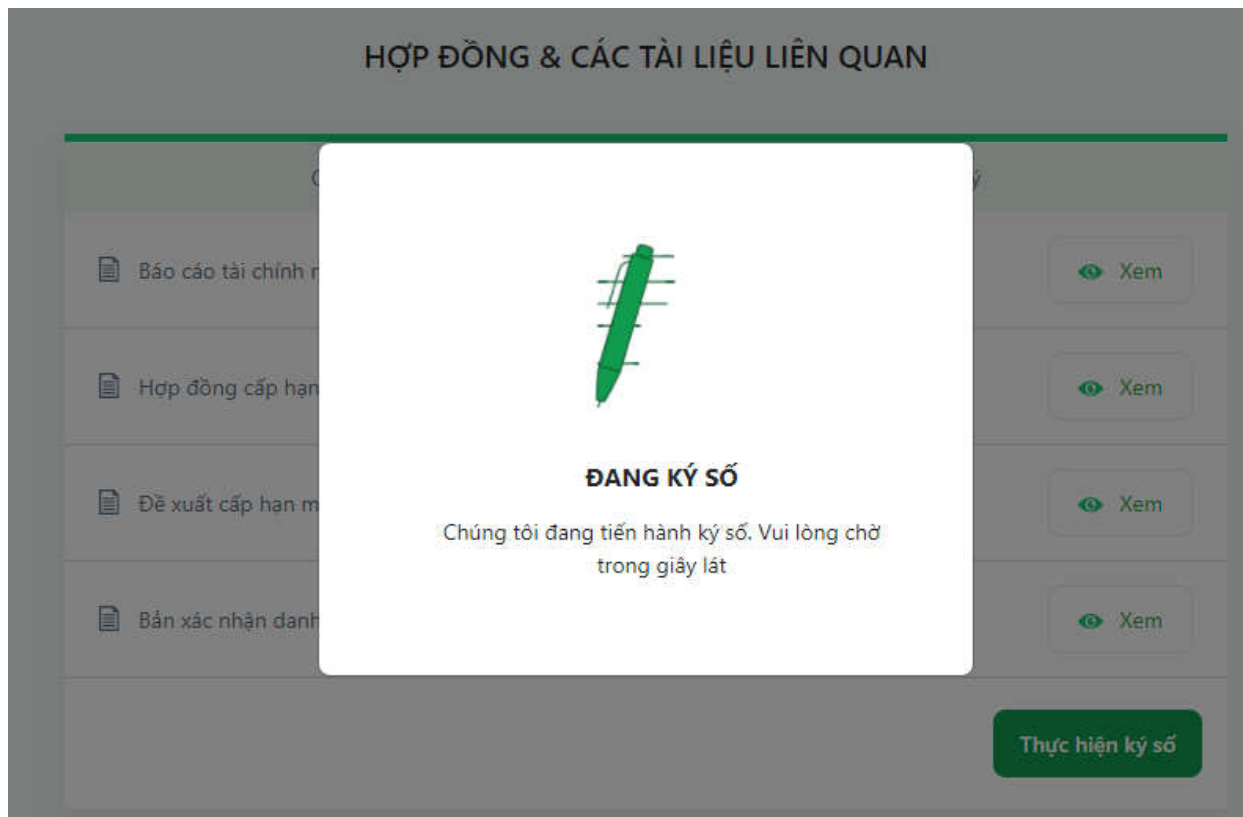 HỢP ĐỒNG & CÁC TÀI LIỆU LIÊN QUAN
Báo cáo tài chính
Xem
Hợp đồng cấp hạn
Xem
Đề xuất cấp hạn
Xem
Bản xác nhận danh
Xem
ĐANG KÝ SỐ
Chúng tôi đang tiến hành ký số. Vui lòng chờ
trong giây lát
Thực hiện ký số